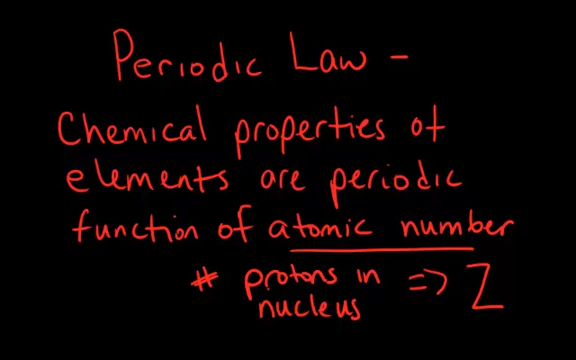 Periodic Law -
Chemical properties of
elements are periodic
function of atomic number
# protons in => Z
nucleus